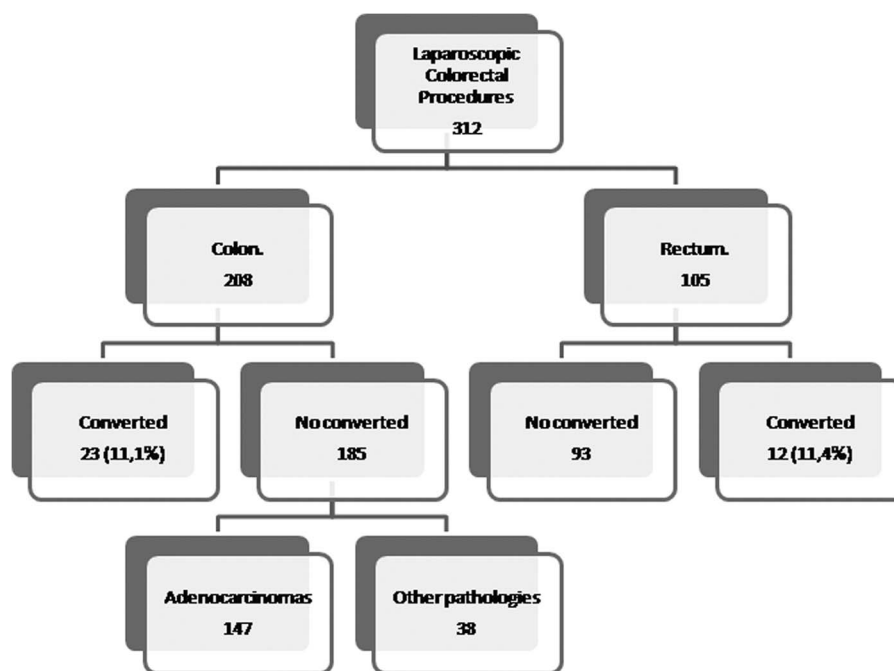 Laparoscopic
Colorectal
Procedures
312
Colon.
208
Rectum.
105
Converted
23 (11,1%)
No converted
185
No converted
93
Converted
12 (11,4%)
Adenocarcinomas
147
Other pathologies
38